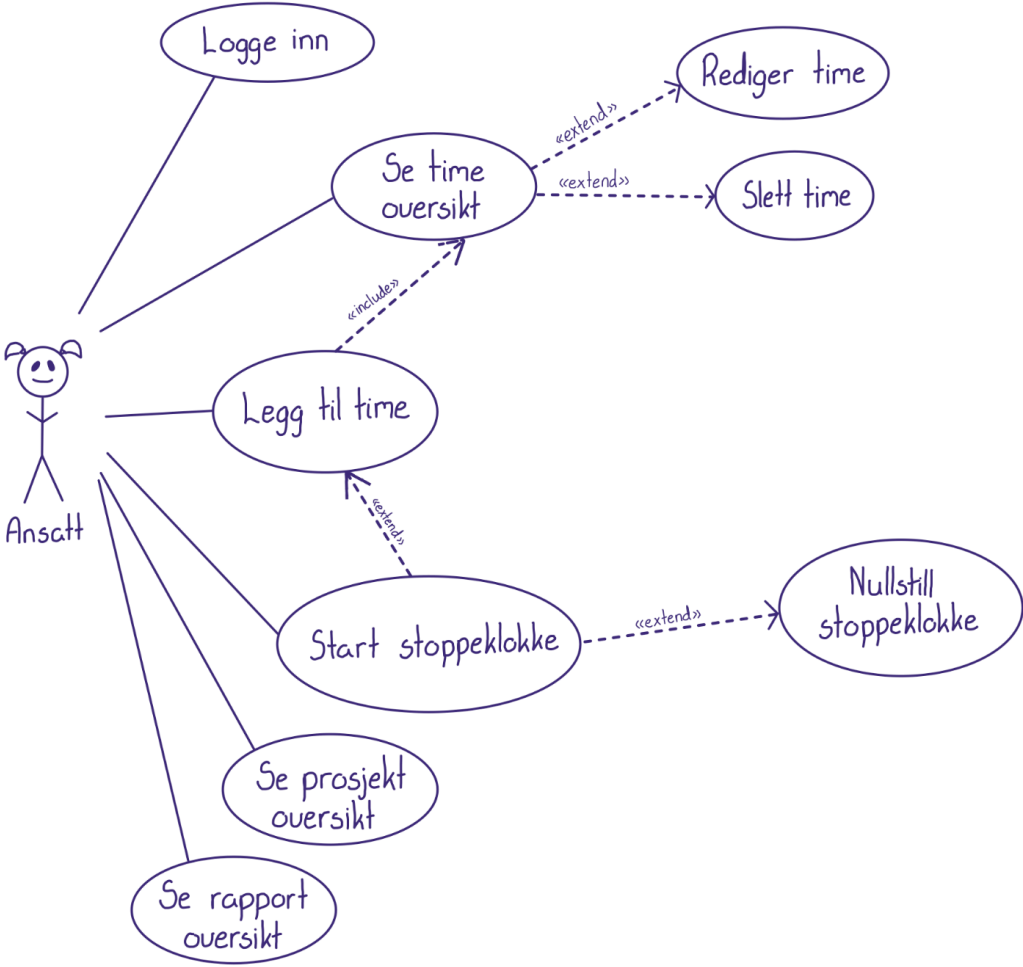 Logge inn
Rediger time
«extend»
Se time
oversikt
«extend»
Slett time
«include»
Legg til time
«extend»
Ansatt
Start stoppeklokke
«extend»
Nullstill
stoppeklokke
Se prosjekt
oversikt
Se rapport
oversikt